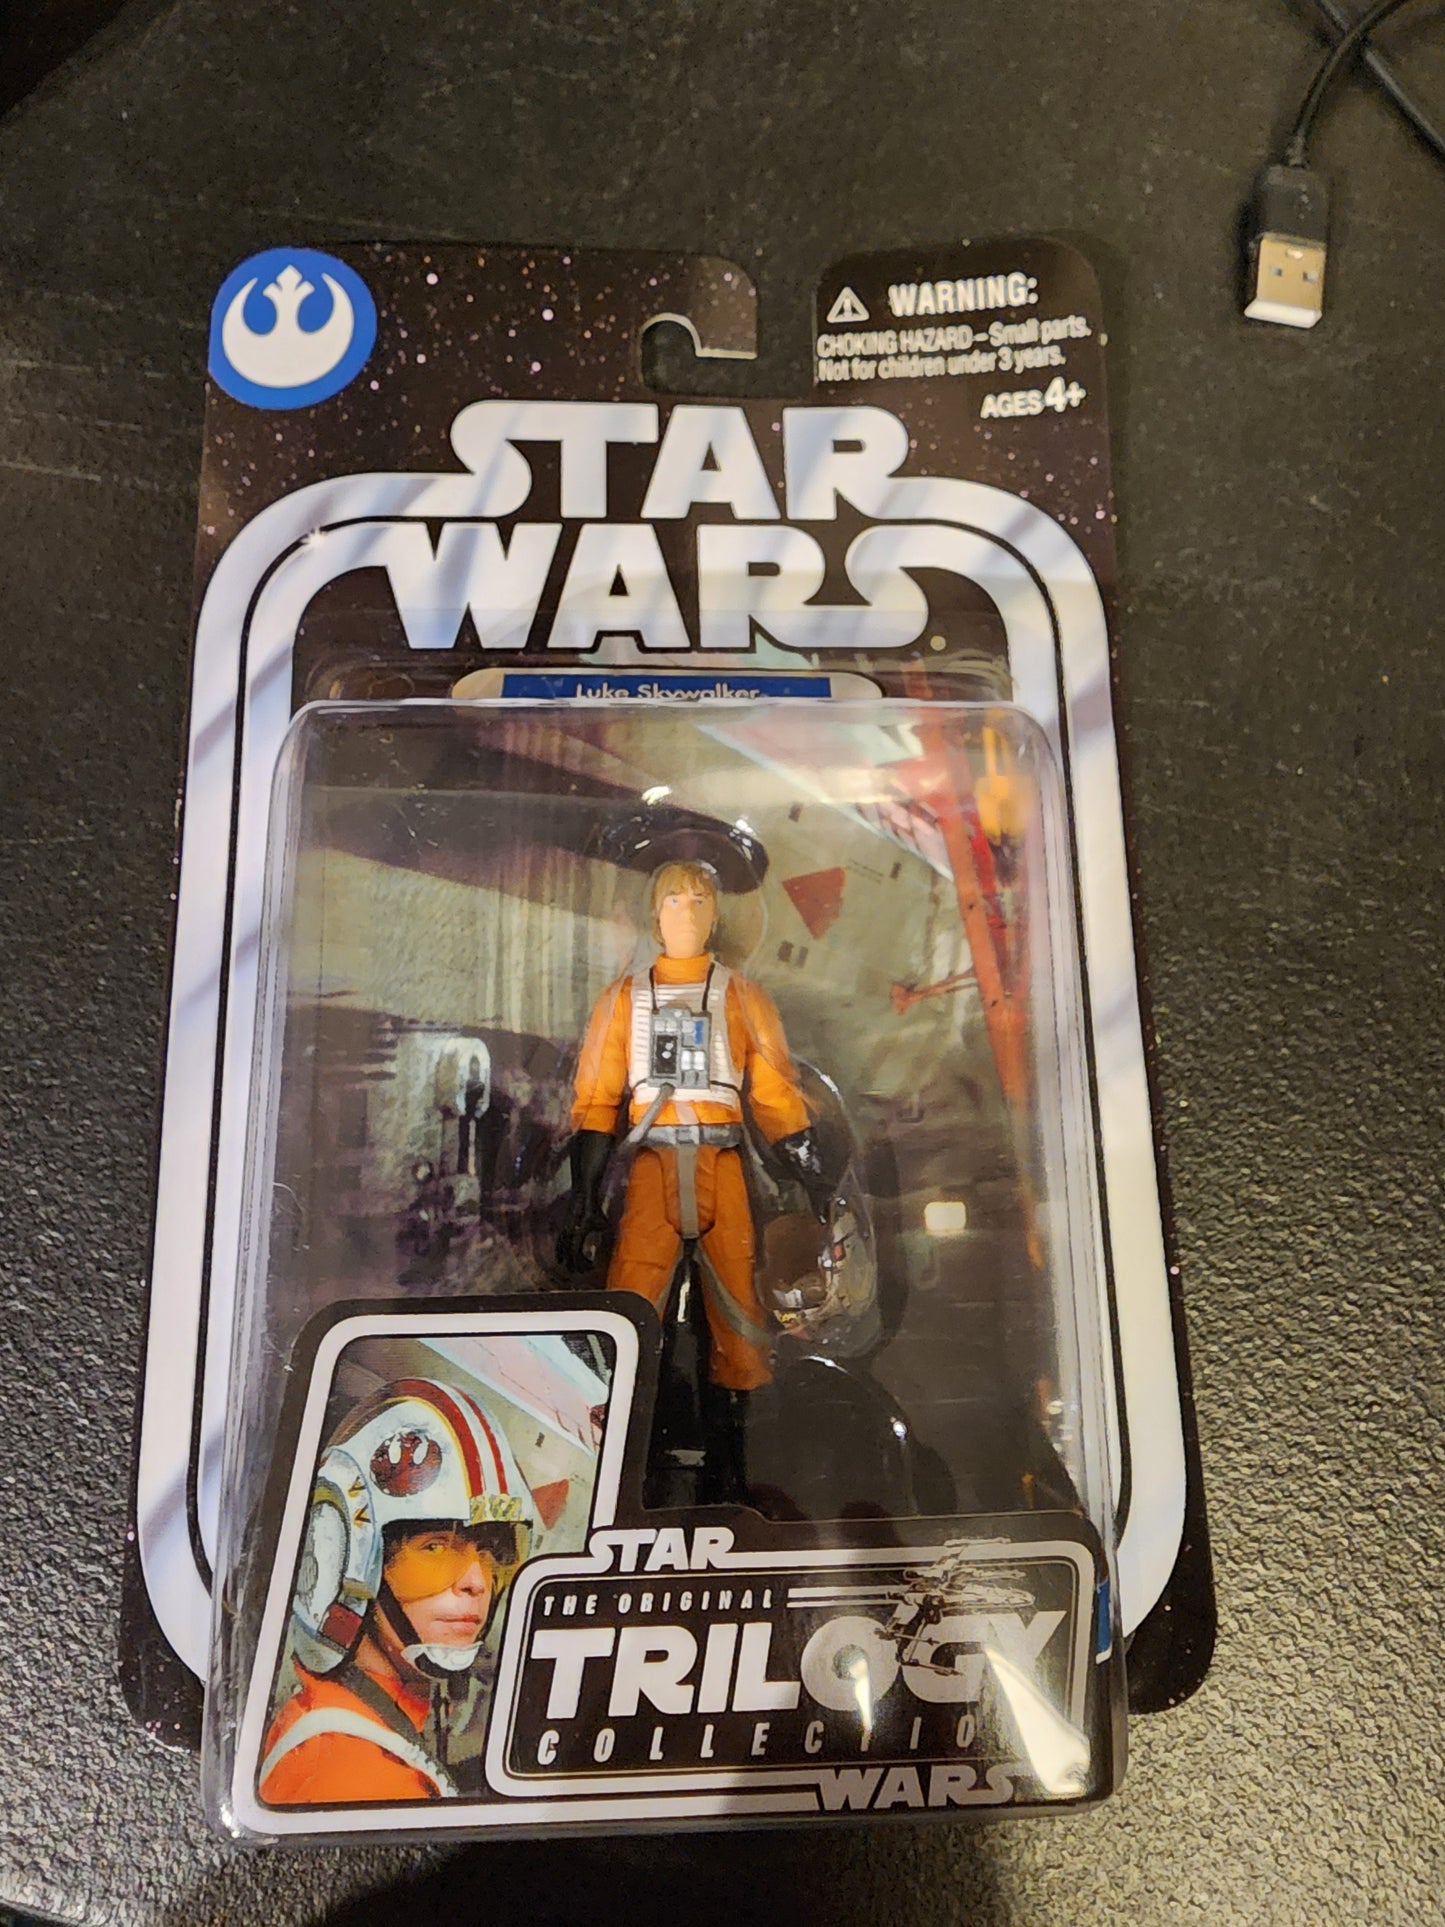 WARNING:
CHOKING HAZARD – Small parts.
Not for children under 3 years.
AGES 4+
STAR
WARS
Luke Skywalker™
STAR
THE ORIGINAL
TRILOGY
COLLECTION
WARS